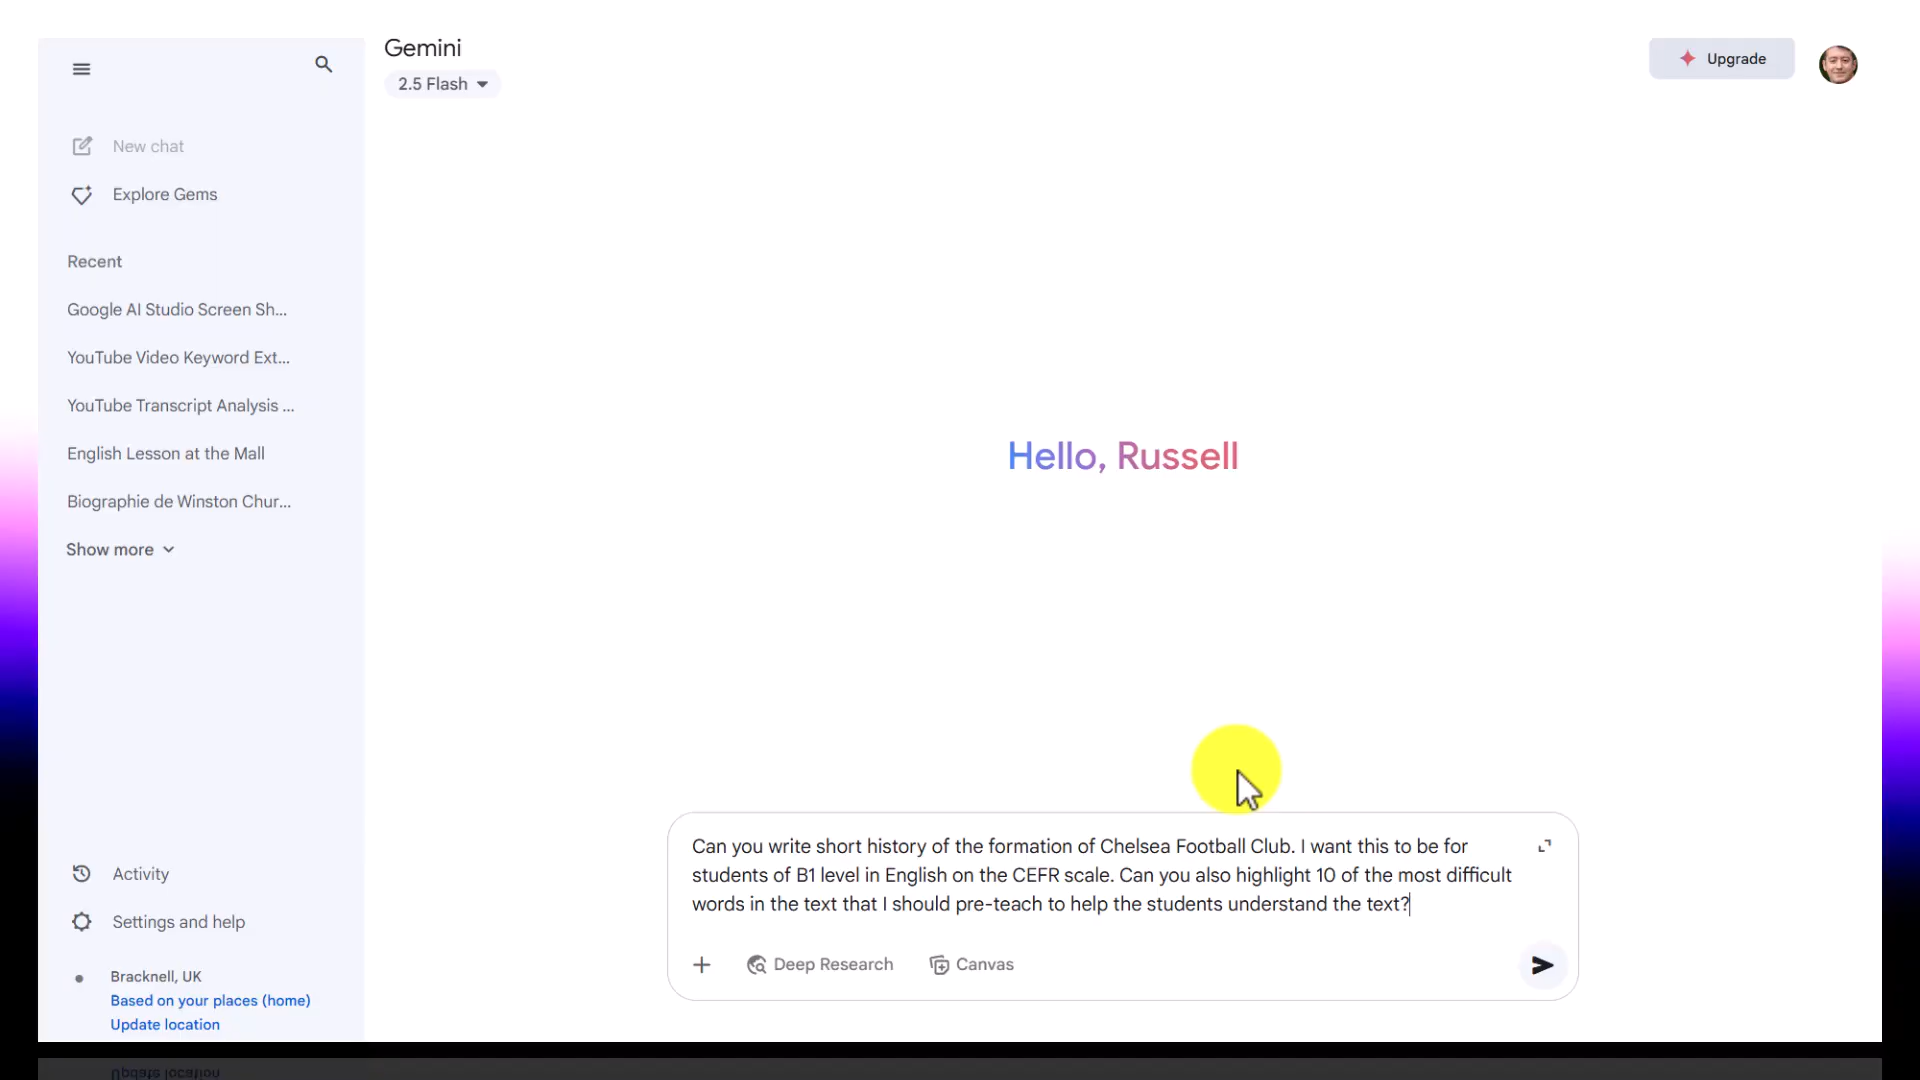 Gemini
2.5 Flash
Upgrade
New chat
Explore Gems
Recent
Google AI Studio Screen Sh...
YouTube Video Keyword Ext...
YouTube Transcript Analysis ...
English Lesson at the Mall
Biographie de Winston Chur...
Show more
Hello, Russell
Can you write short history of the formation of Chelsea Football Club. I want this to be for
students of B1 level in English on the CEFR scale. Can you also highlight 10 of the most difficult
words in the text that I should pre-teach to help the students understand the text?
Deep Research
Canvas
Activity
Settings and help
Bracknell, UK
Based on your places (home)
Update location
Update location